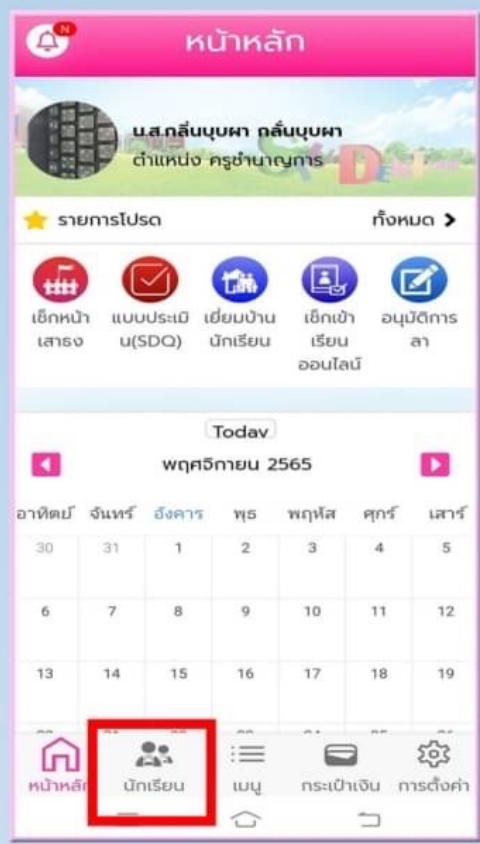 N
หน้าหลัก
น.ส.กลิ่นบุบผา กลั่นบุบผา
ตำแหน่ง ครูชำนาญการ
รายการโปรด ทั้งหมด >
เช็กหน้า แบบประเมิ เยี่ยมบ้าน เช็กเข้า อนุมัติการ
เสาธง น(SDQ) นักเรียน เรียน ลา
ออนไลน์
Today
พฤศจิกายน 2565
อาทิตย์ จันทร์ อังคาร พุธ พฤหัส ศุกร์ เสาร์
30 31 1 2 3 4 5
6 7 8 9 10 11 12
13 14 15 16 17 18 19
หน้าหลัก นักเรียน เมนู กระเป๋าเงิน การตั้งค่า